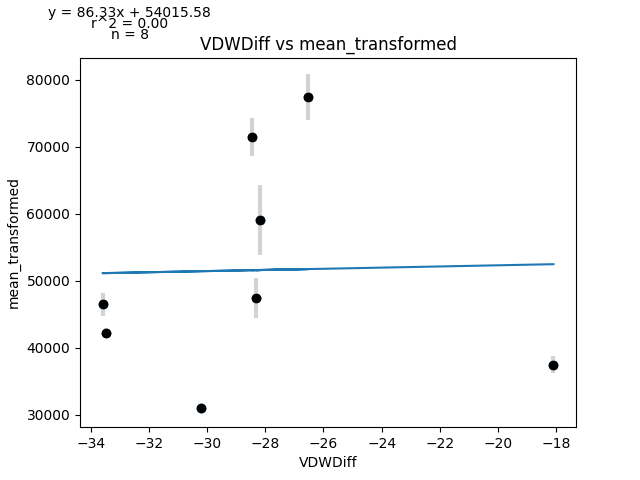 y = 86.33x + 54015.58
r^2 = 0.00
n = 8
VDWDiff vs mean_transformed
80000
70000
60000
50000
40000
30000
mean_transformed
−34
−32
−30
−28
−26
−24
−22
−20
−18
VDWDiff